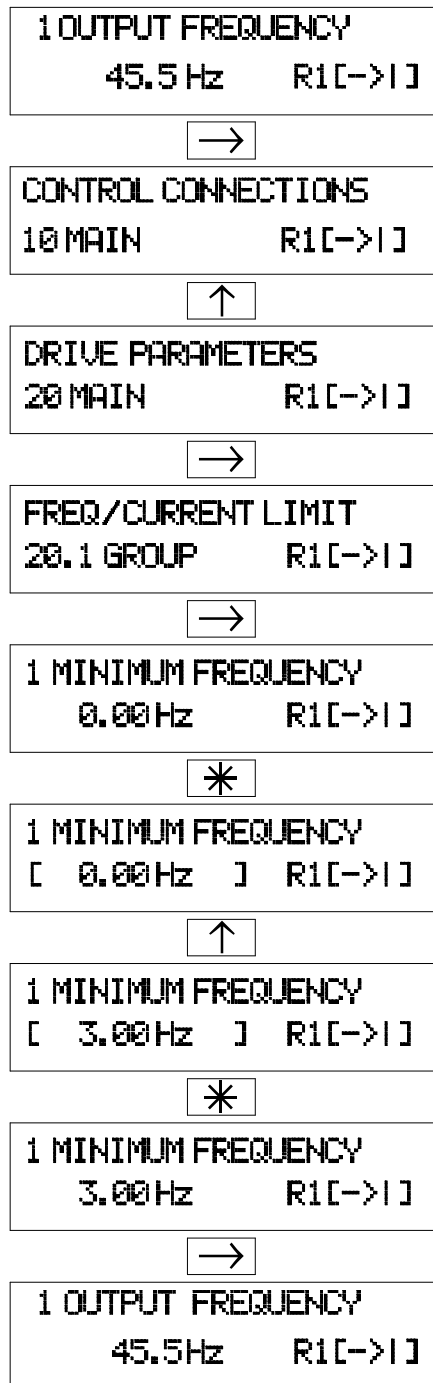 1 OUTPUT FREQUENCY
45.5 Hz R1[->|]
→
CONTROL CONNECTIONS
10 MAIN R1[->|]
↑
DRIVE PARAMETERS
20 MAIN R1[->|]
→
FREQ/CURRENT LIMIT
20.1 GROUP R1[->|]
→
1 MINIMUM FREQUENCY
0.00 Hz R1[->|]
*
1 MINIMUM FREQUENCY
[ 0.00 Hz ] R1[->|]
↑
1 MINIMUM FREQUENCY
[ 3.00 Hz ] R1[->|]
*
1 MINIMUM FREQUENCY
3.00 Hz R1[->|]
→
1 OUTPUT FREQUENCY
45.5Hz R1[->|]